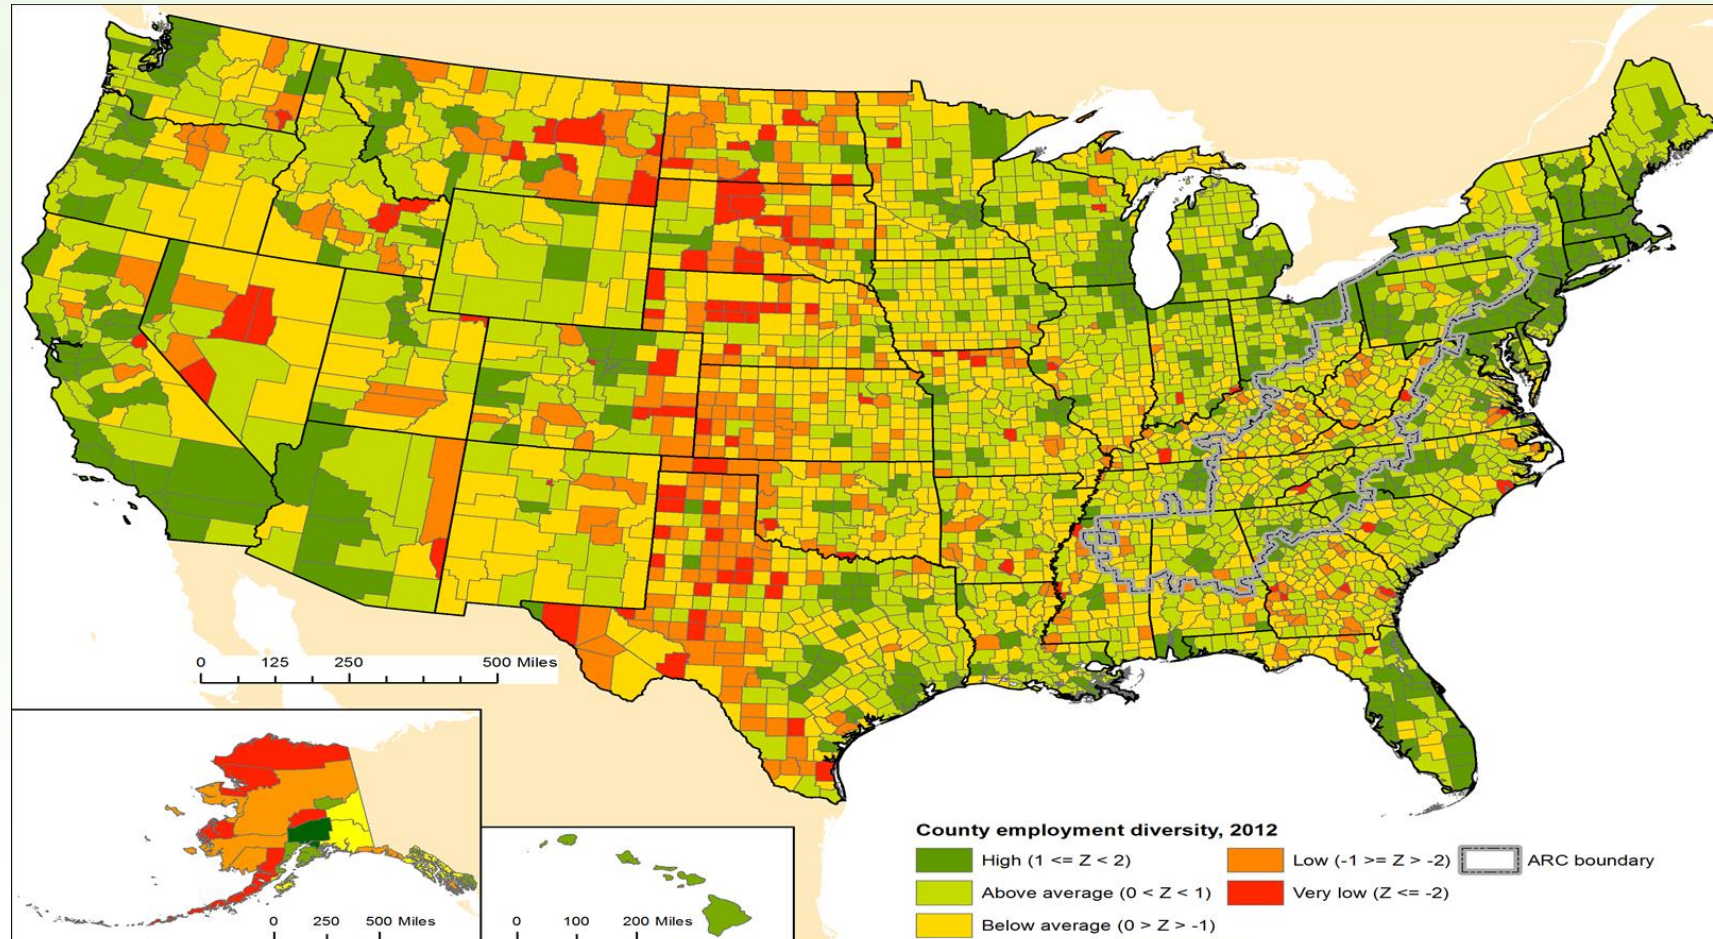 0 125 250 500 Miles
0 250 500 Miles
0 100 200 Miles
County employment diversity, 2012
High (1 <= Z < 2)
Above average (0 < Z < 1)
Below average (0 > Z > -1)
Low (-1 >= Z > -2)
Very low (Z <= -2)
ARC boundary